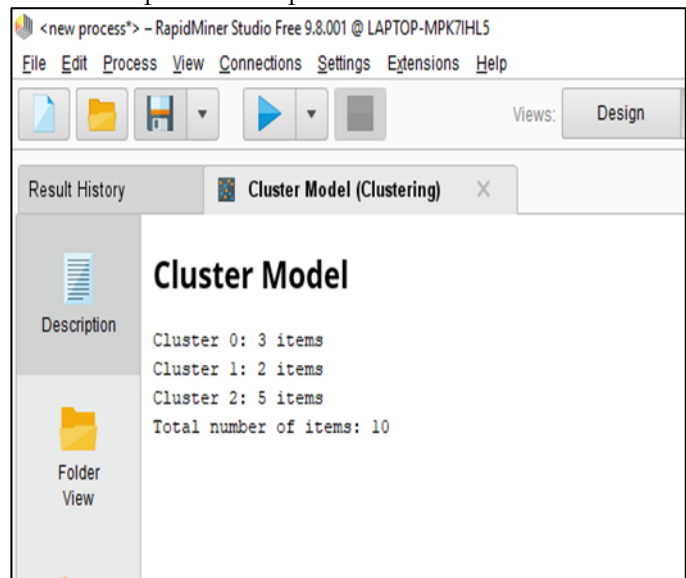 <new process*> – RapidMiner Studio Free 9.8.001 @ LAPTOP-MPK7IHL5
File Edit Process View Connections Settings Extensions Help
Views: Design
Result History Cluster Model (Clustering)
Cluster Model
Description
Cluster 0: 3 items
Cluster 1: 2 items
Cluster 2: 5 items
Total number of items: 10
Folder
View